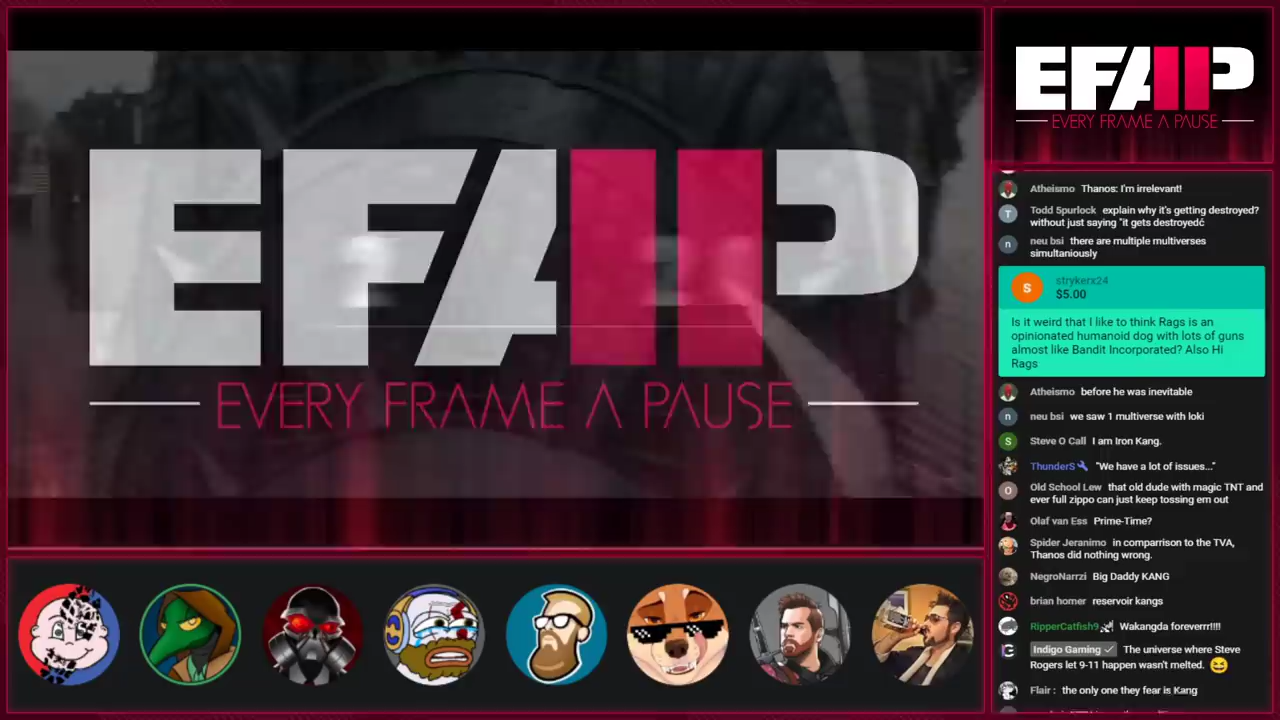 EFAP
EVERY FRAME A PAUSE
EFAP
EVERY FRAME A PAUSE
Atheismo Thanos: I'm irrelevant!
Todd 5purlock explain why it's getting destroyed?
without just saying "it gets destroyedć
neu bsi there are multiple multiverses
simultaniously
S
strykerx24
$5.00
Is it weird that I like to think Rags is an
opinionated humanoid dog with lots of guns
almost like Bandit Incorporated? Also Hi
Rags
Atheismo before he was inevitable
neu bsi we saw 1 multiverse with loki
Steve O Call I am Iron Kang.
ThunderS "We have a lot of issues..."
Old School Lew that old dude with magic TNT and
ever full zippo can just keep tossing em out
Olaf van Ess Prime-Time?
Spider Jeranimo in comparrison to the TVA,
Thanos did nothing wrong.
NegroNarrzi Big Daddy KANG
brian homer reservoir kangs
RipperCatfish9 Wakangda foreverrr!!!!
Indigo Gaming ✓ The universe where Steve
Rogers let 9-11 happen wasn't melted. 😆
Flair : the only one they fear is Kang